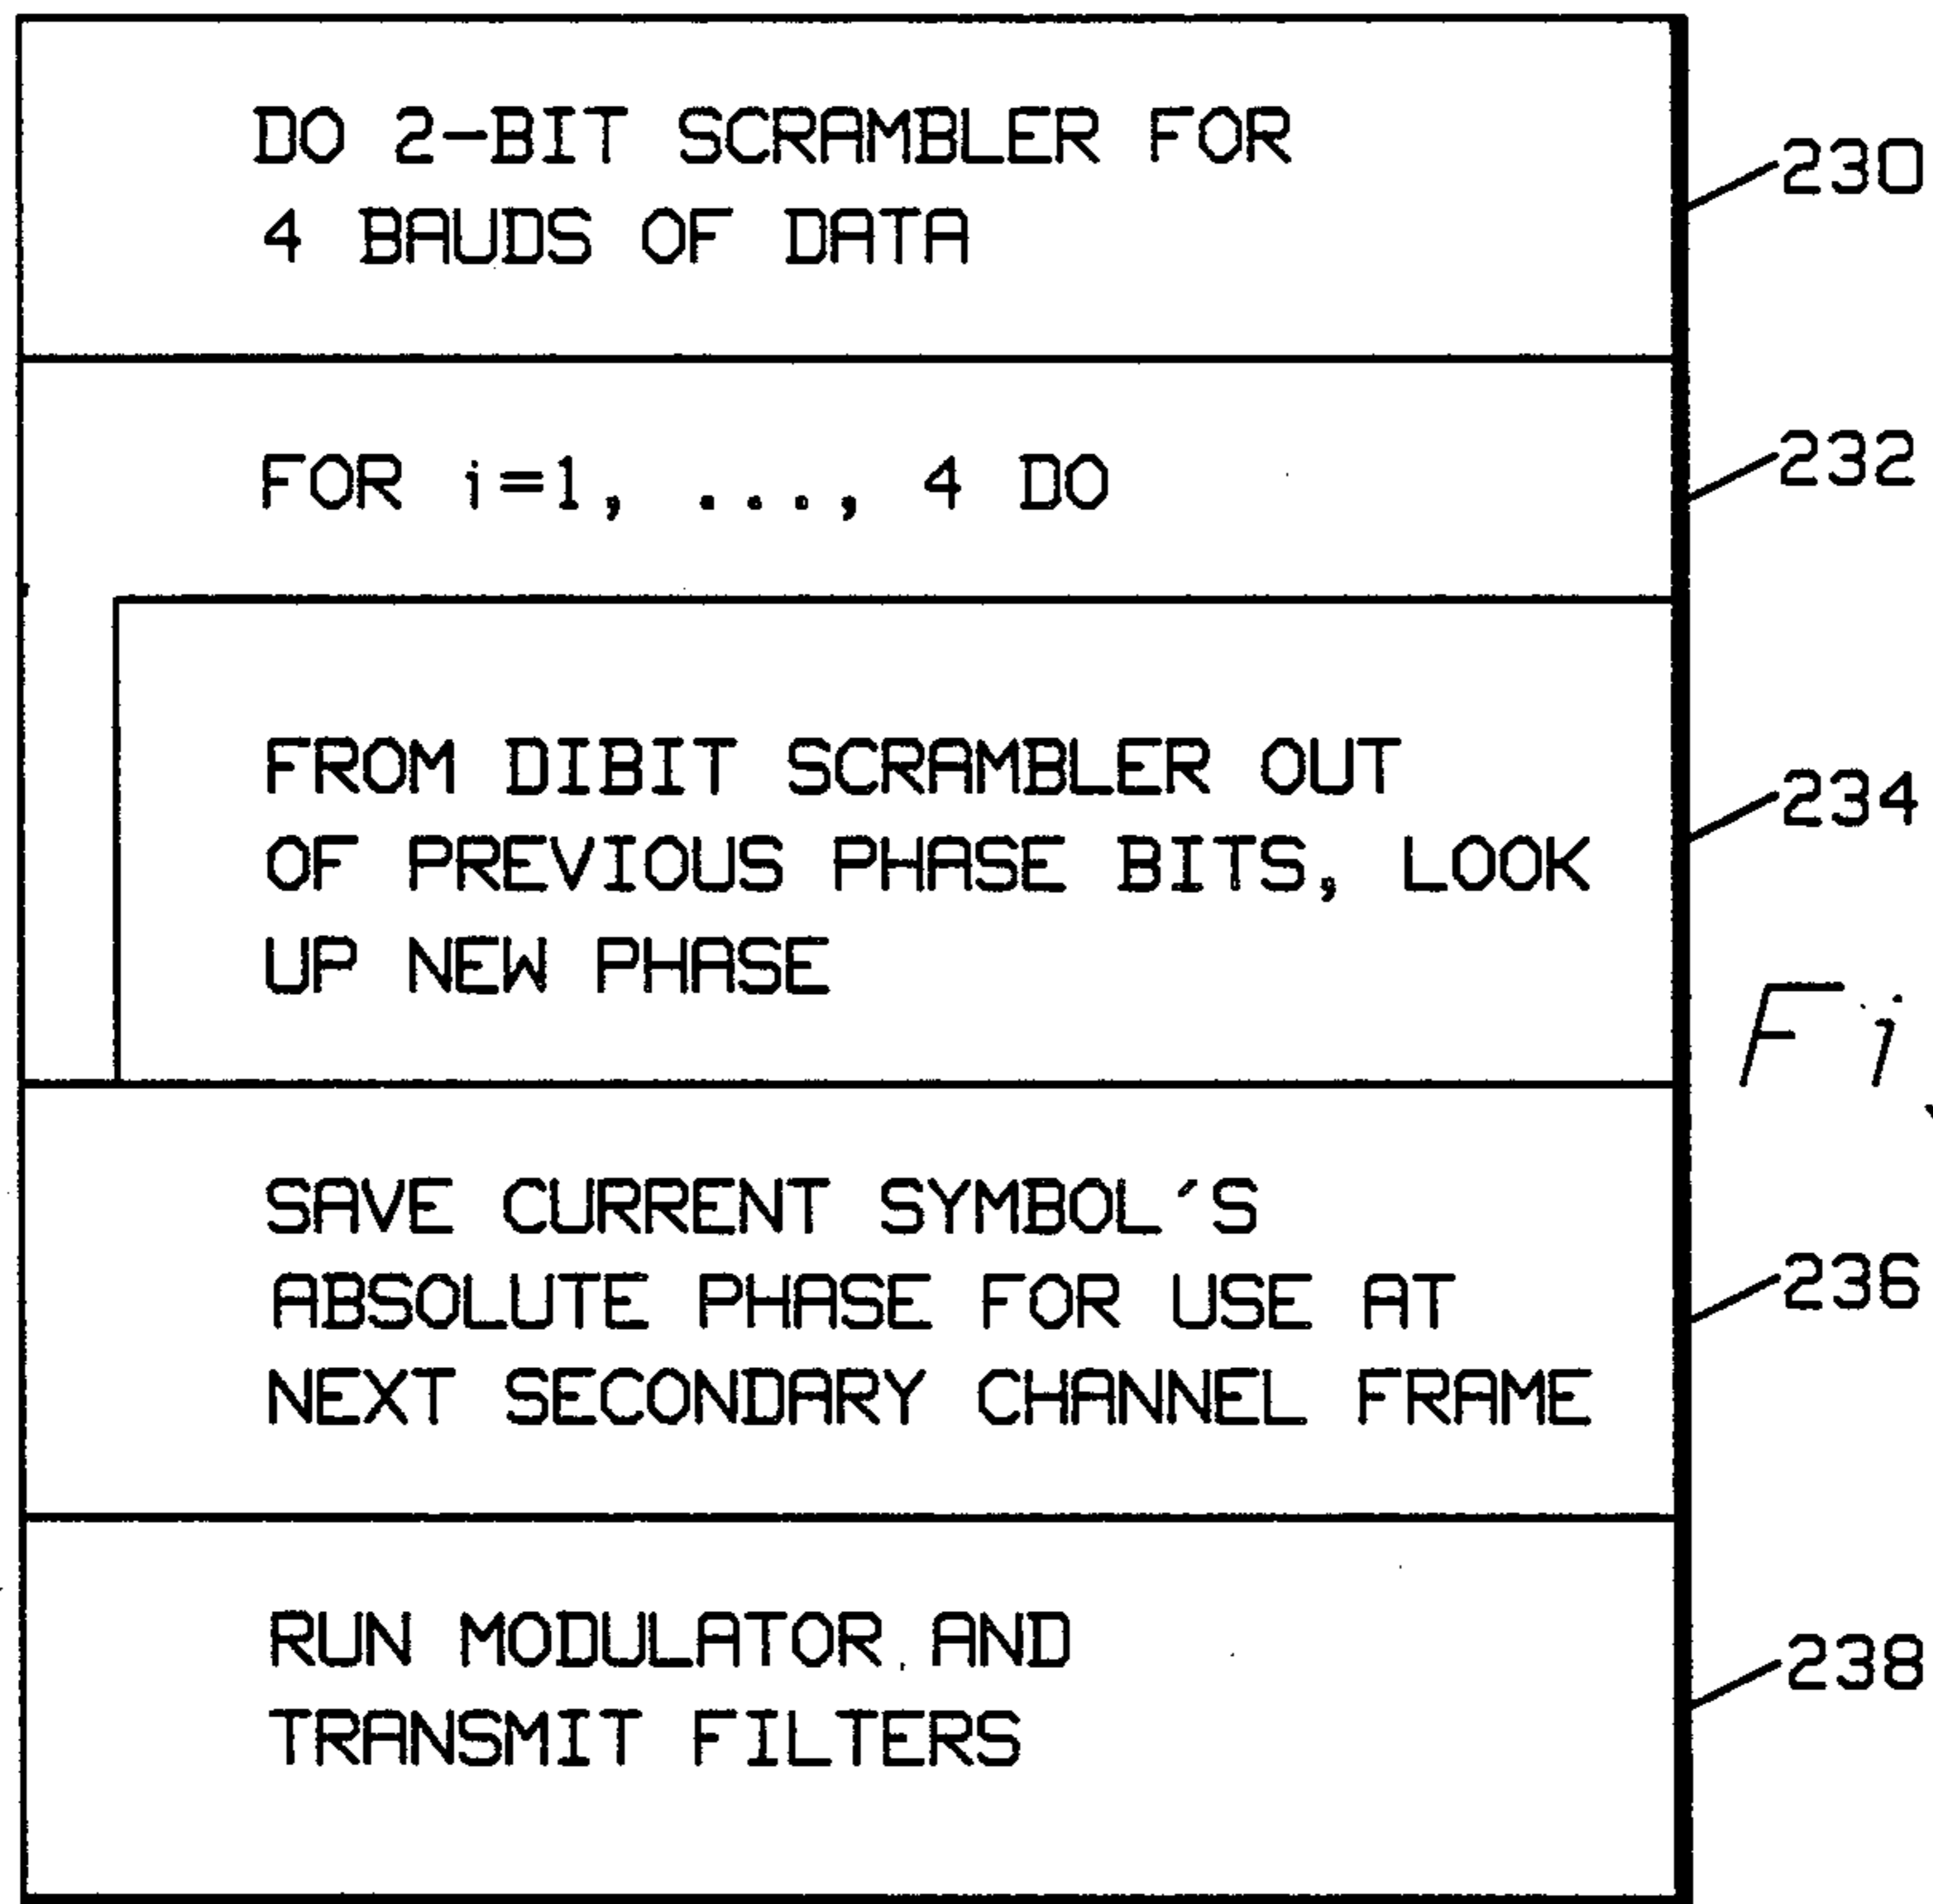 DO 2-BIT SCRAMBLER FOR
4 BAUDS OF DATA
230
FOR i=1, ..., 4 DO
232
FROM DIBIT SCRAMBLER OUT
OF PREVIOUS PHASE BITS, LOOK
UP NEW PHASE
234
SAVE CURRENT SYMBOL'S
ABSOLUTE PHASE FOR USE AT
NEXT SECONDARY CHANNEL FRAME
236
RUN MODULATOR AND
TRANSMIT FILTERS
238